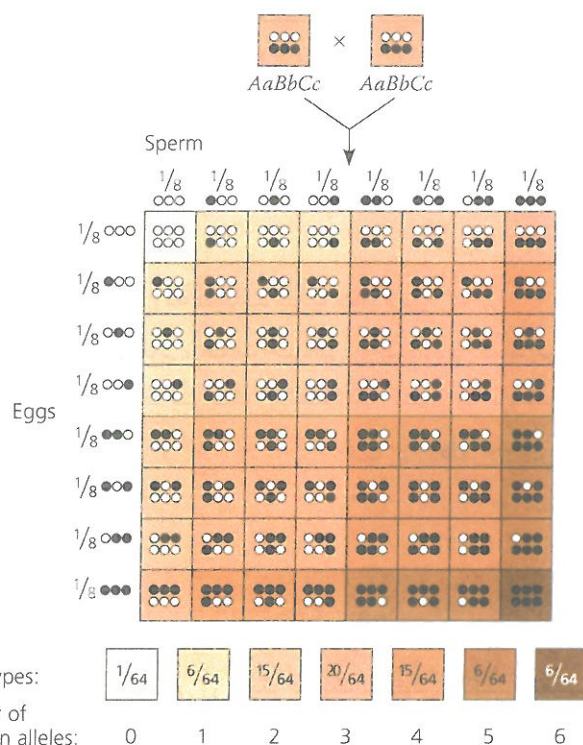 ×
AaBbCc AaBbCc
Sperm
1/8 1/8 1/8 1/8 1/8 1/8 1/8 1/8
1/8
1/8
1/8
1/8
Eggs
1/8
1/8
1/8
1/8
ypes: 1/64 6/64 15/64 20/64 15/64 6/64 6/64
r of
n alleles: 0 1 2 3 4 5 6